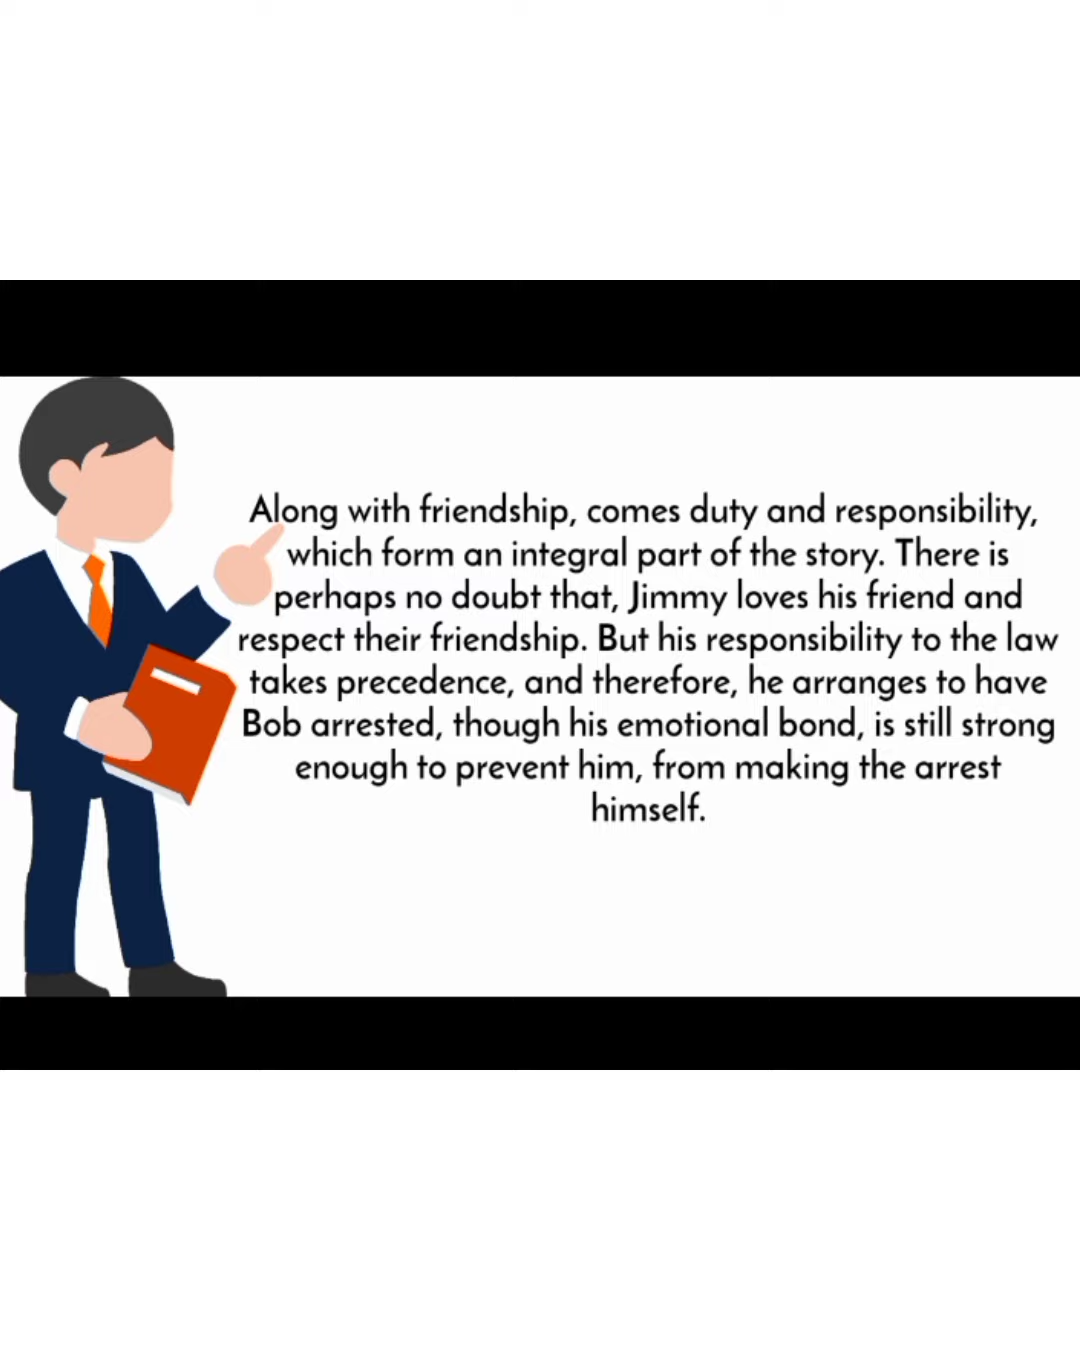 Along with friendship, comes duty and responsibility,
which form an integral part of the story. There is
perhaps no doubt that, Jimmy loves his friend and
respect their friendship. But his responsibility to the law
takes precedence, and therefore, he arranges to have
Bob arrested, though his emotional bond, is still strong
enough to prevent him, from making the arrest
himself.